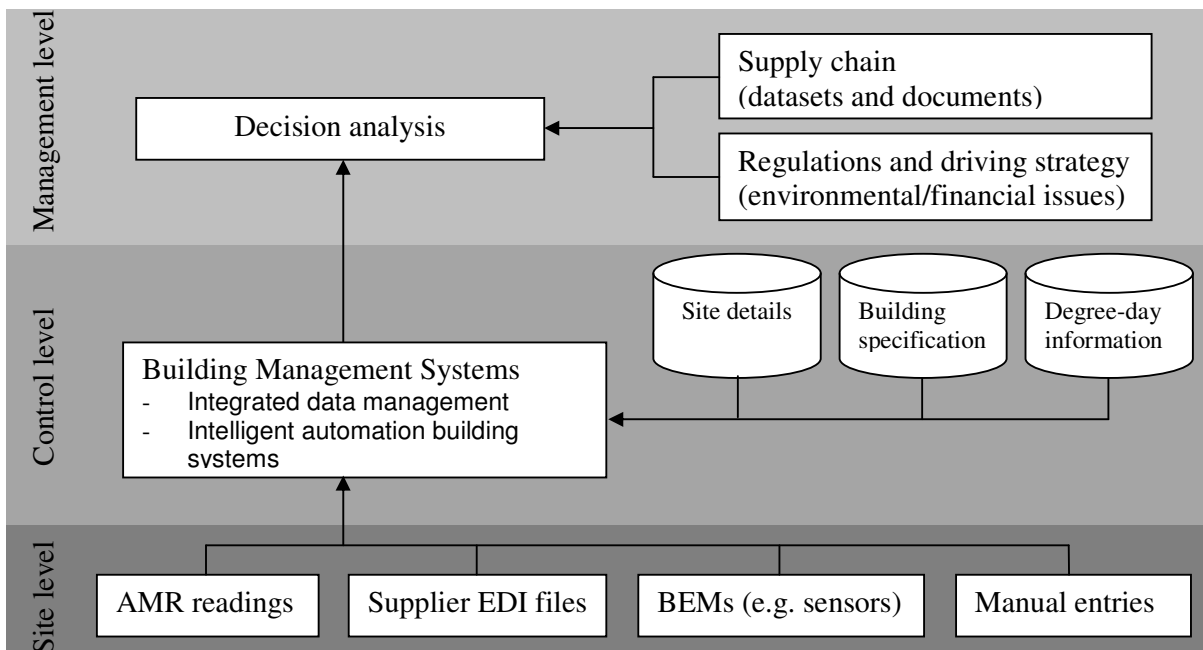 Management level
Supply chain
(datasets and documents)
Decision analysis
Regulations and driving strategy
(environmental/financial issues)
Control level
Site details
Building
specification
Degree-day
information
Building Management Systems
- Integrated data management
- Intelligent automation building
systems
Site level
AMR readings
Supplier EDI files
BEMs (e.g. sensors)
Manual entries